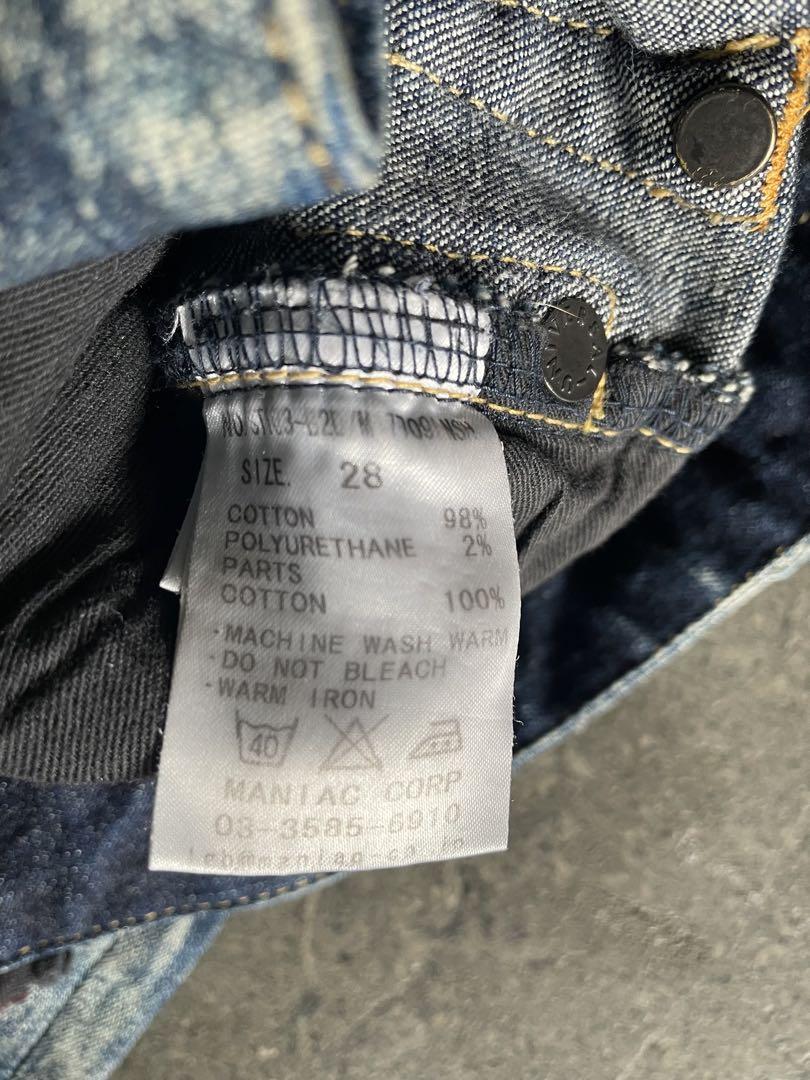 SIZE. 28
COTTON 98%
POLYURETHANE 2%
PARTS
COTTON 100%
·MACHINE WASH WARM
·DO NOT BLEACH
·WARM IRON
40
MANIAC CORP
03-3585-6910